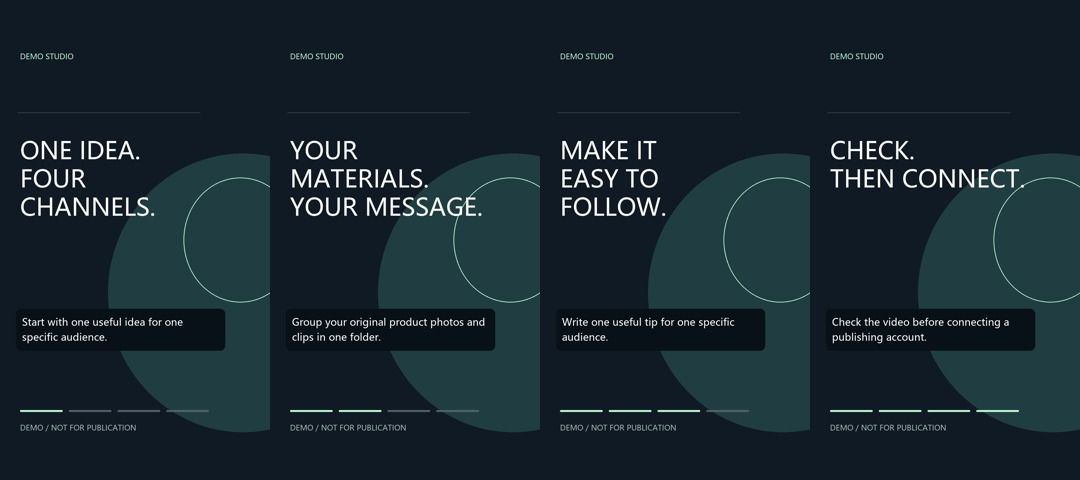 DEMO STUDIO
ONE IDEA.
FOUR
CHANNELS.
Start with one useful idea for one
specific audience.
DEMO / NOT FOR PUBLICATION
DEMO STUDIO
YOUR
MATERIALS.
YOUR MESSAGE.
Group your original product photos and
clips in one folder.
DEMO / NOT FOR PUBLICATION
DEMO STUDIO
MAKE IT
EASY TO
FOLLOW.
Write one useful tip for one specific
audience.
DEMO / NOT FOR PUBLICATION
DEMO STUDIO
CHECK.
THEN CONNECT.
Check the video before connecting a
publishing account.
DEMO / NOT FOR PUBLICATION